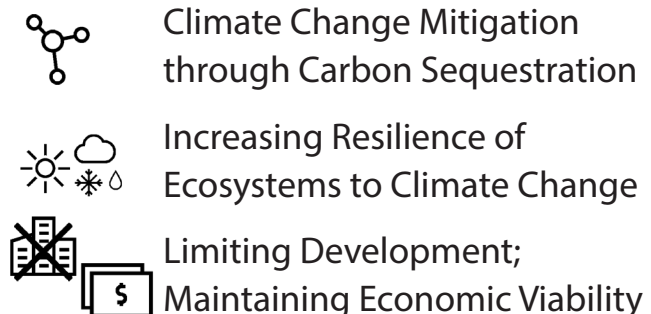 Climate Change Mitigation
through Carbon Sequestration
Increasing Resilience of
Ecosystems to Climate Change
Limiting Development;
$ Maintaining Economic Viability